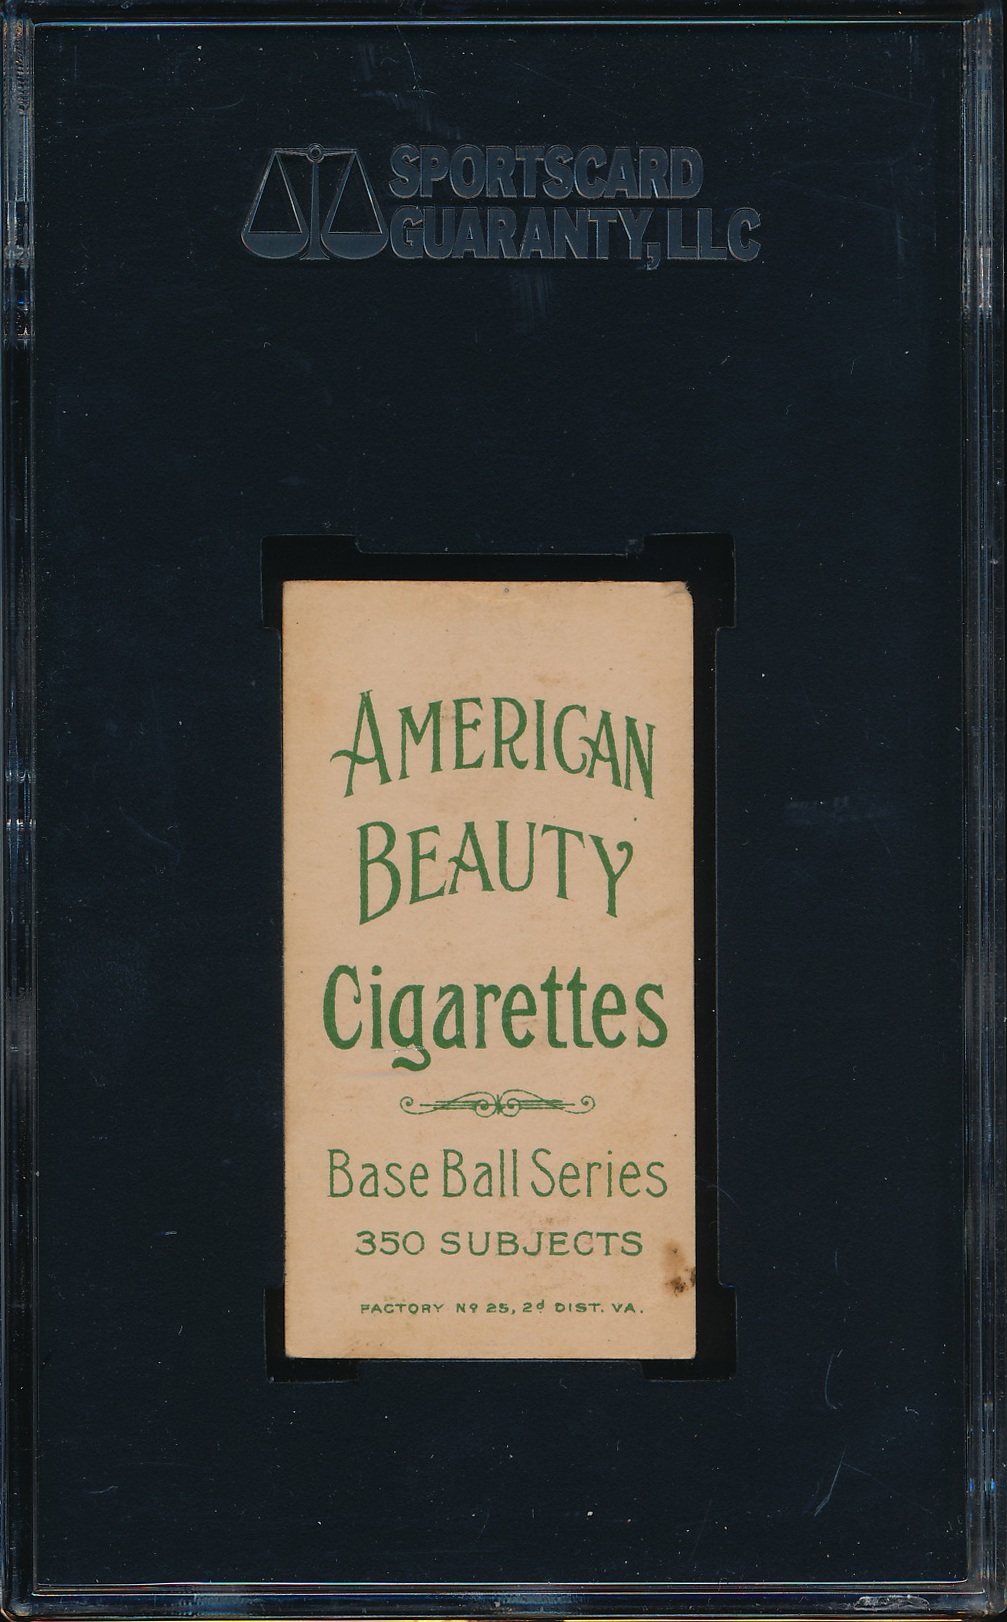 SPORTSCARD
GUARANTY, LLC
AMERICAN
BEAUTY
Cigarettes
Base Ball Series
350 SUBJECTS
FACTORY Nº 25, 2d DIST. VA.